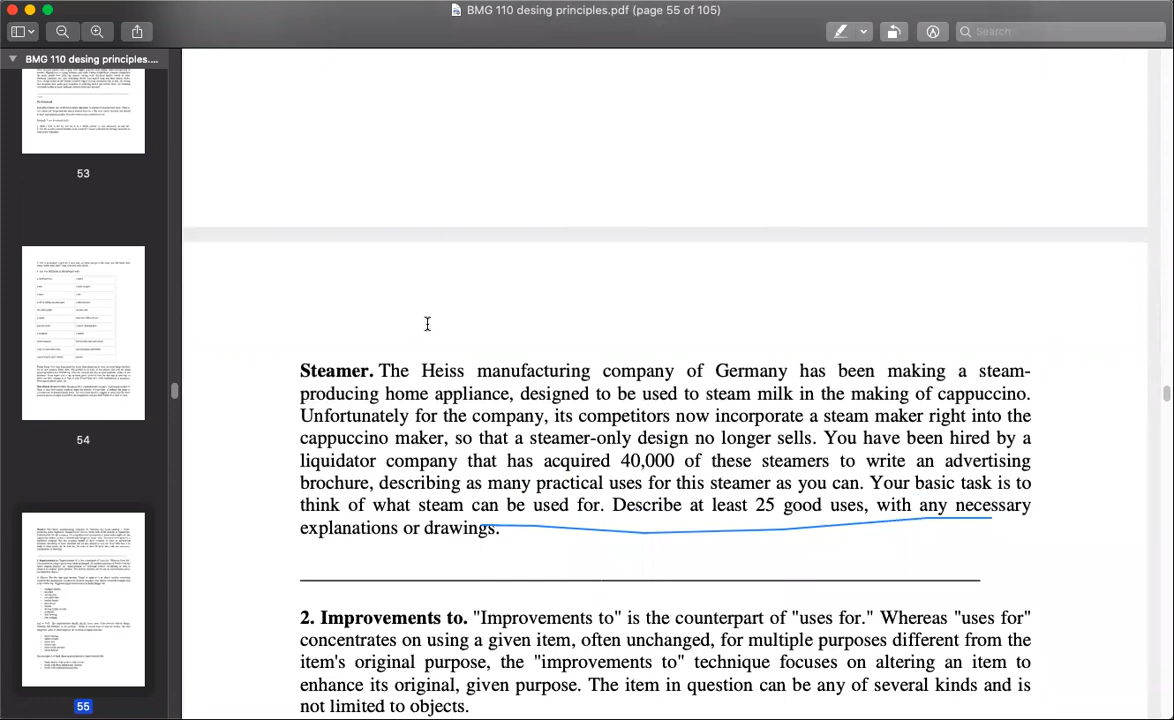 BMG 110 desing principles.pdf (page 55 of 105)
Search
BMG 110 desing principles....
53
54
55
Steamer. The Heiss manufacturing company of Germany has been making a steam-
producing home appliance, designed to be used to steam milk in the making of cappuccino.
Unfortunately for the company, its competitors now incorporate a steam maker right into the
cappuccino maker, so that a steamer-only design no longer sells. You have been hired by a
liquidator company that has acquired 40,000 of these steamers to write an advertising
brochure, describing as many practical uses for this steamer as you can. Your basic task is to
think of what steam can be used for. Describe at least 25 good uses, with any necessary
explanations or drawings.
2. Improvements to. "Improvements to" is the counterpart of "uses for." Whereas "uses for"
concentrates on using a given item, often unchanged, for multiple purposes different from the
item's original purpose, the "improvements to" technique focuses on altering an item to
enhance its original, given purpose. The item in question can be any of several kinds and is
not limited to objects.